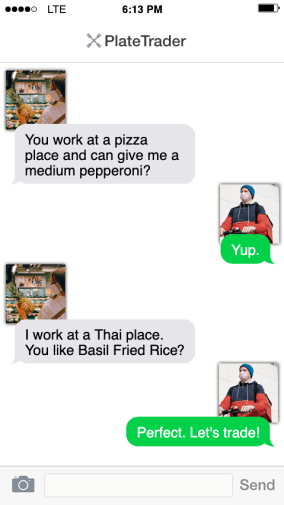 LTE
6:13 PM
PlateTrader
You work at a pizza
place and can give me a
medium pepperoni?
Yup.
I work at a Thai place.
You like Basil Fried Rice?
Perfect. Let's trade!
Send